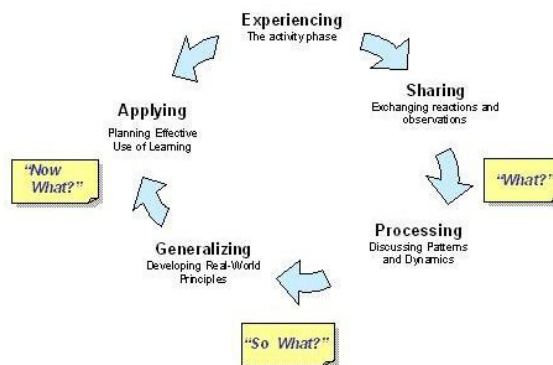 Experiencing
The activity phase
Sharing
Exchanging reactions and
observations
"What?"
Processing
Discussing Patterns
and Dynamics
"So What?"
Generalizing
Developing Real-World
Principles
"Now
What?"
Applying
Planning Effective
Use of Learning